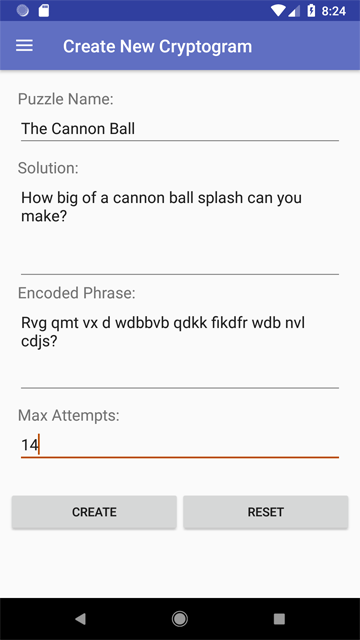 8:24
Create New Cryptogram
Puzzle Name:
The Cannon Ball
Solution:
How big of a cannon ball splash can you
make?
Encoded Phrase:
Rvg qmt vx d wdbbvb qdkk fikdfr wdb nvl
cdjs?
Max Attempts:
14
CREATE RESET